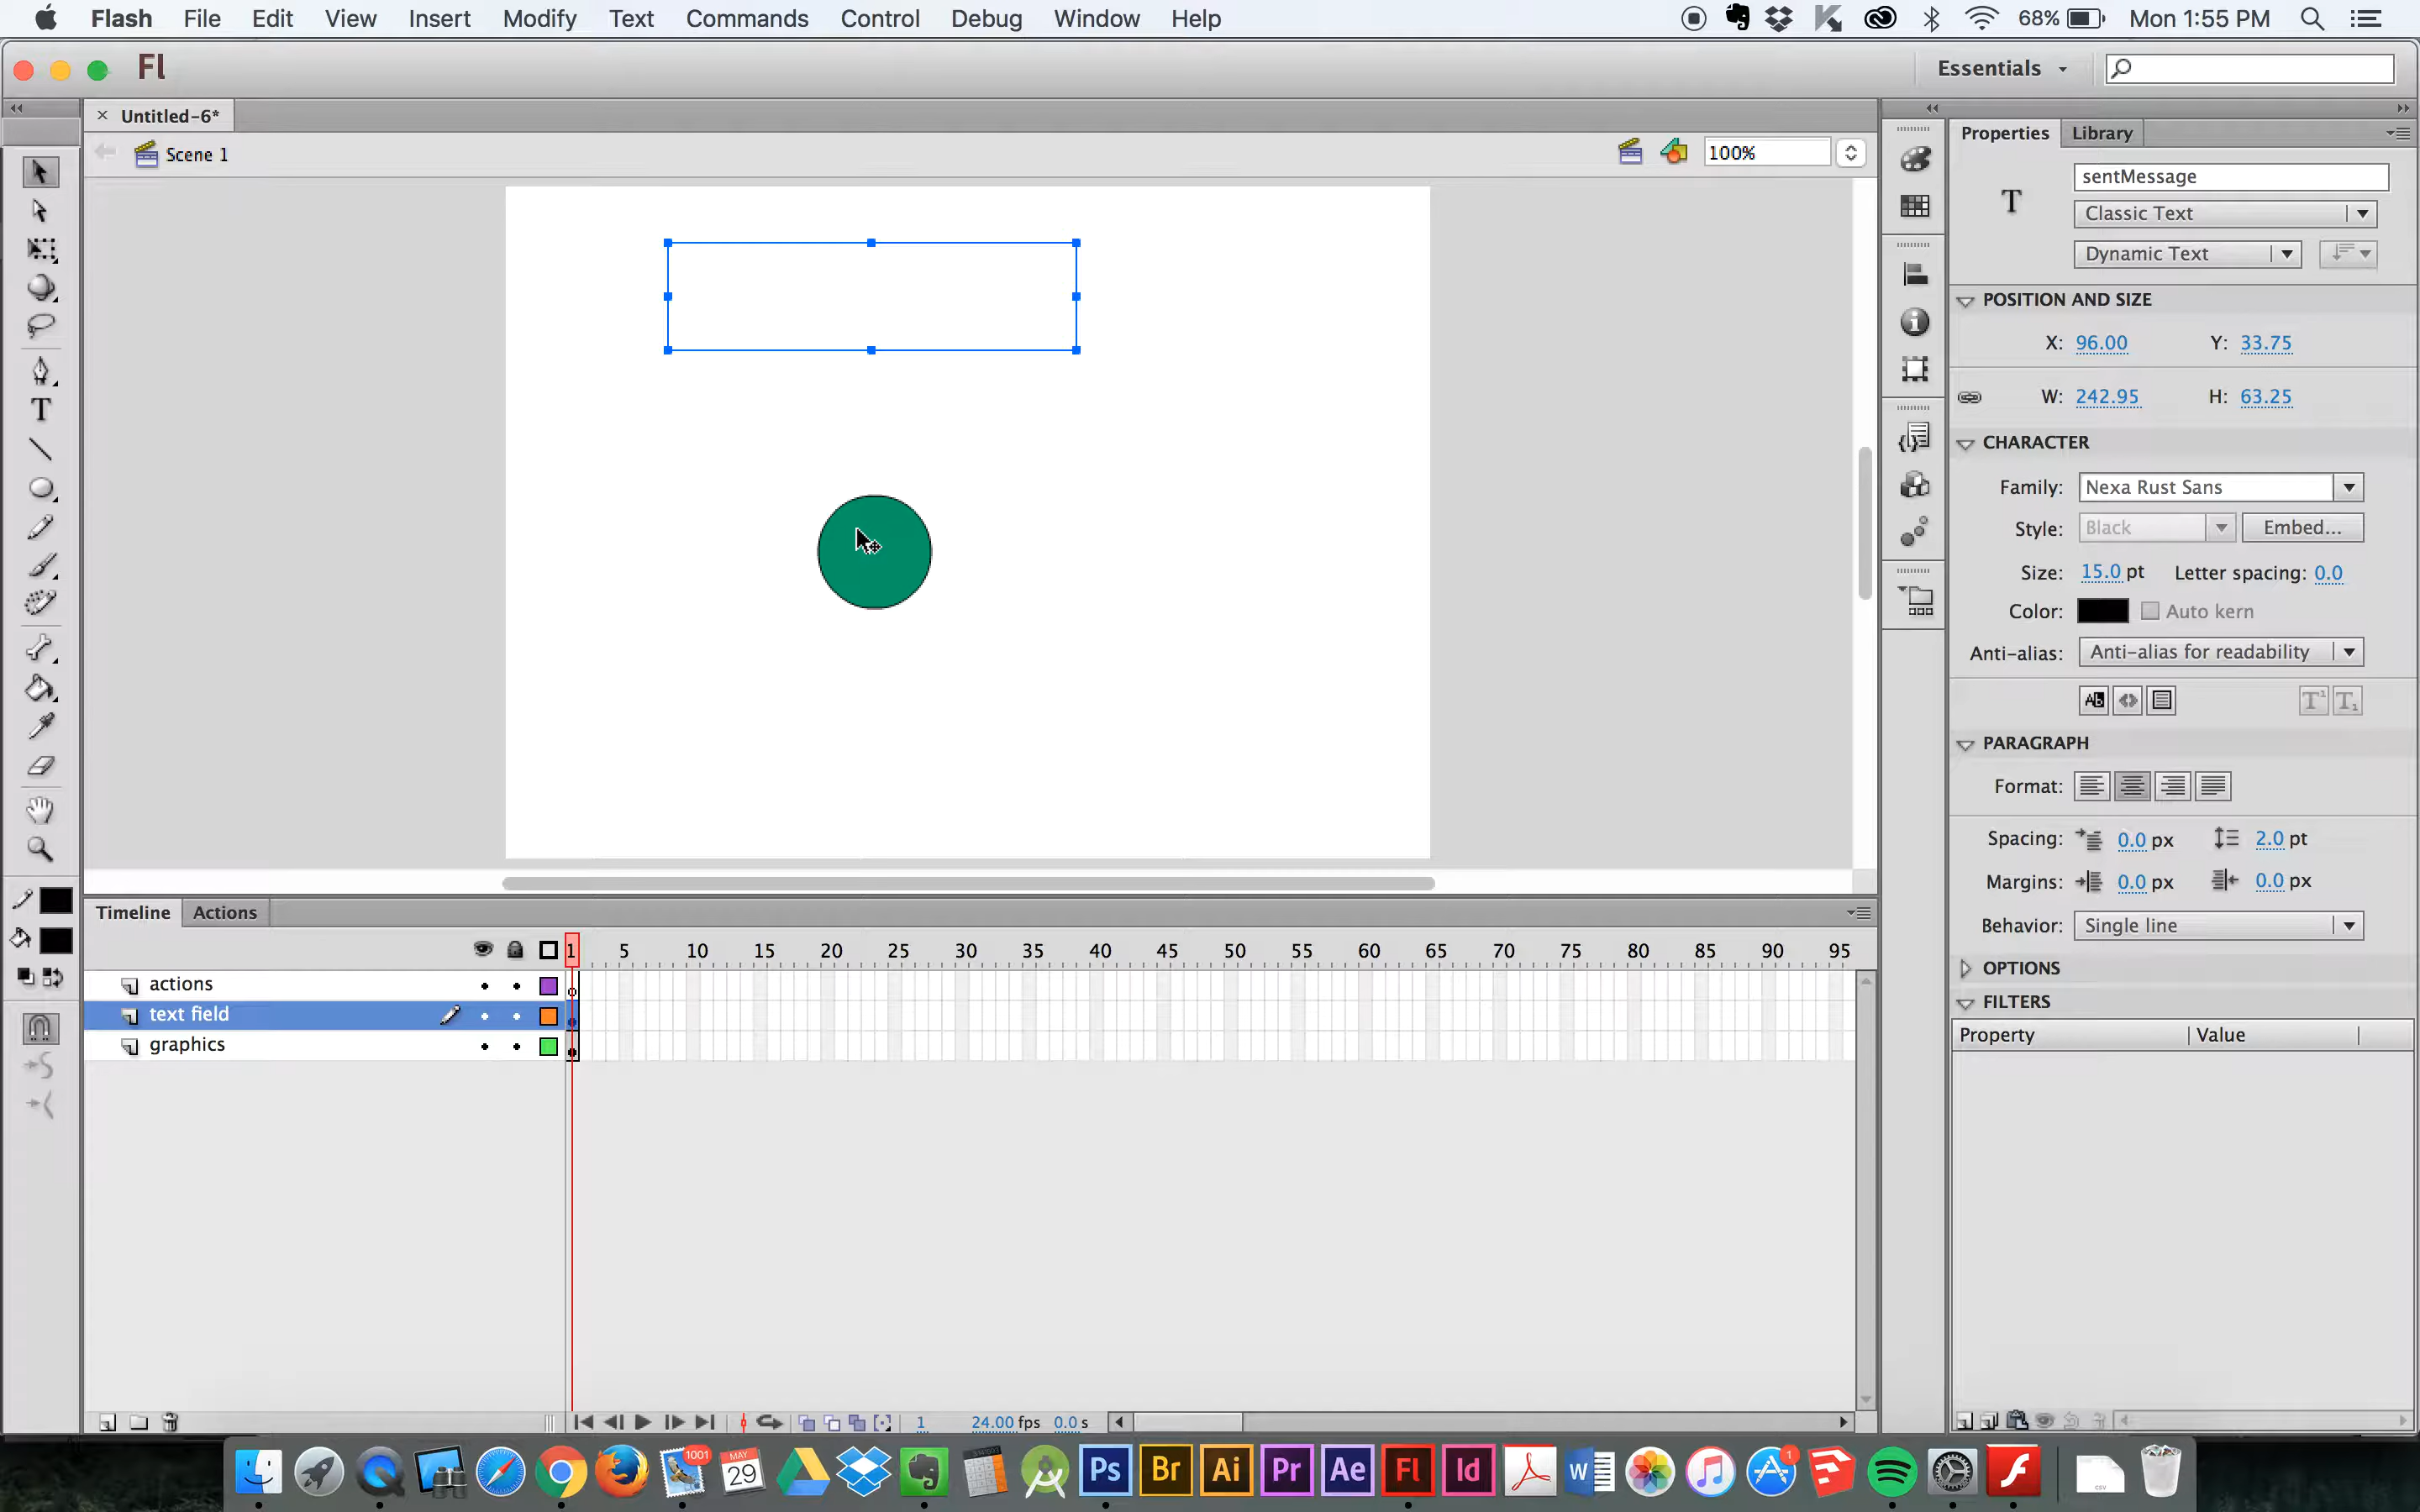 Flash File Edit View Insert Modify Text Commands Control Debug Window Help 68% Mon 1:55 PM
Fl Essentials
Untitled-6*
Scene 1 100%
Properties Library
sentMessage
T Classic Text
Dynamic Text
POSITION AND SIZE
X: 96.00 Y: 33.75
W: 242.95 H: 63.25
CHARACTER
Family: Nexa Rust Sans
Style: Black Embed...
Size: 15.0 pt Letter spacing: 0.0
Color: Auto kern
Anti-alias: Anti-alias for readability
PARAGRAPH
Format:
Spacing: 0.0 px 2.0 pt
Margins: 0.0 px 0.0 px
Behavior: Single line
OPTIONS
FILTERS
Property Value
Timeline Actions
1 5 10 15 20 25 30 35 40 45 50 55 60 65 70 75 80 85 90 95
actions
text field
graphics
1 24.00 fps 0.0 s
1001 MAY 29 Ps Br Ai Pr Ae Fl Id W 1 CSV